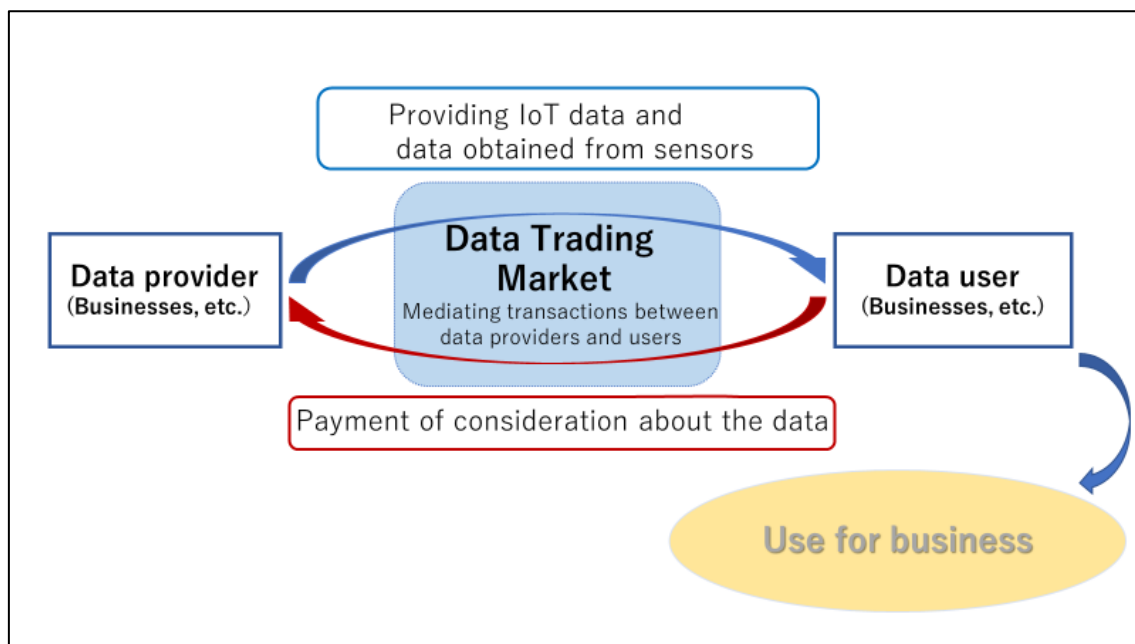 Providing IoT data and
data obtained from sensors
Data Trading
Market
Mediating transactions between
data providers and users
Data provider
(Businesses, etc.)
Data user
(Businesses, etc.)
Payment of consideration about the data
Use for business